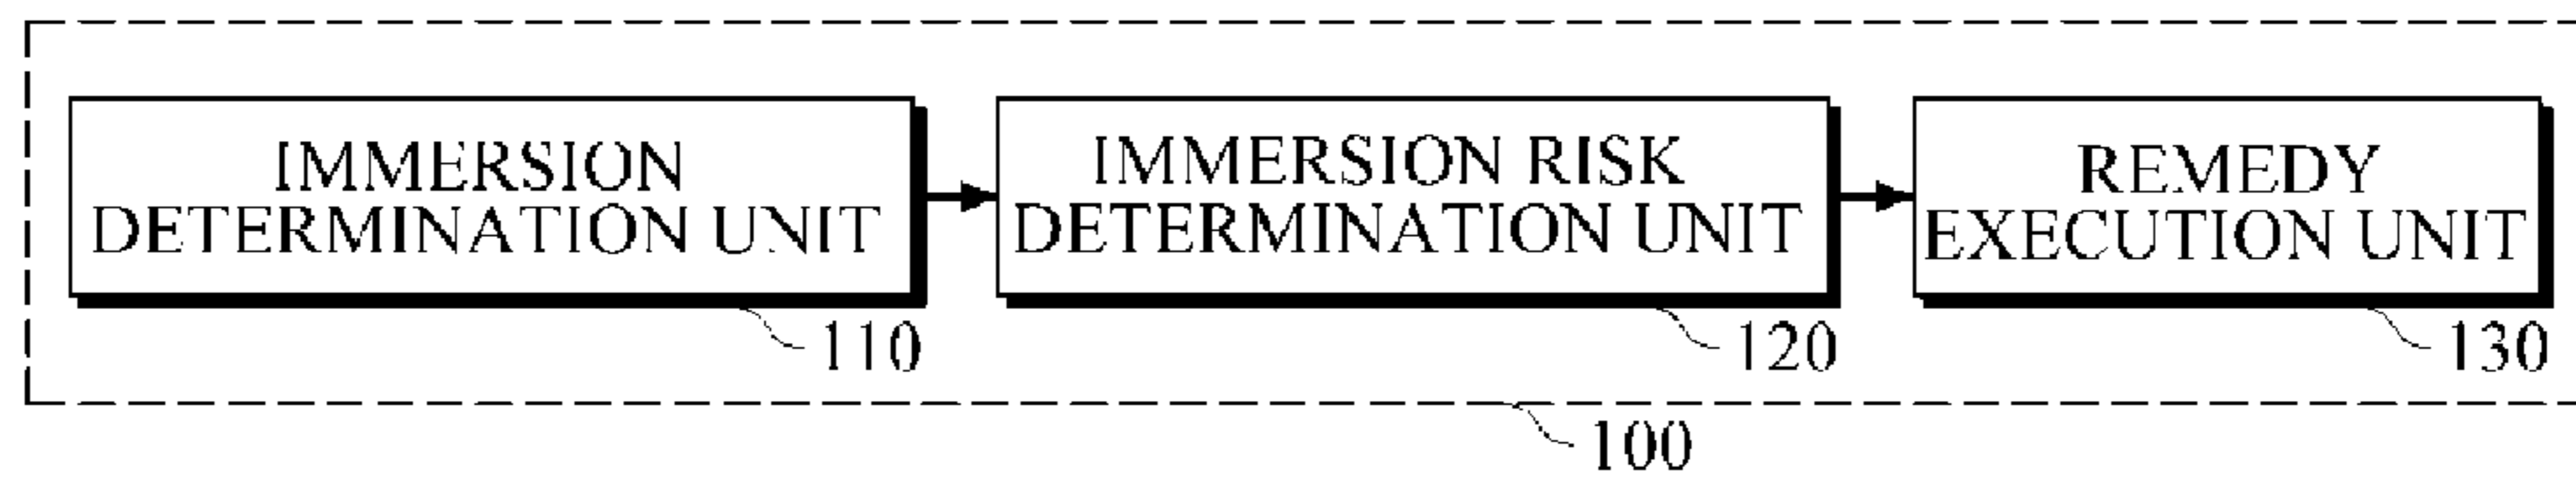 IMMERSION
DETERMINATION UNIT
IMMERSION RISK
DETERMINATION UNIT
REMEDY
EXECUTION UNIT
110
120
130
100